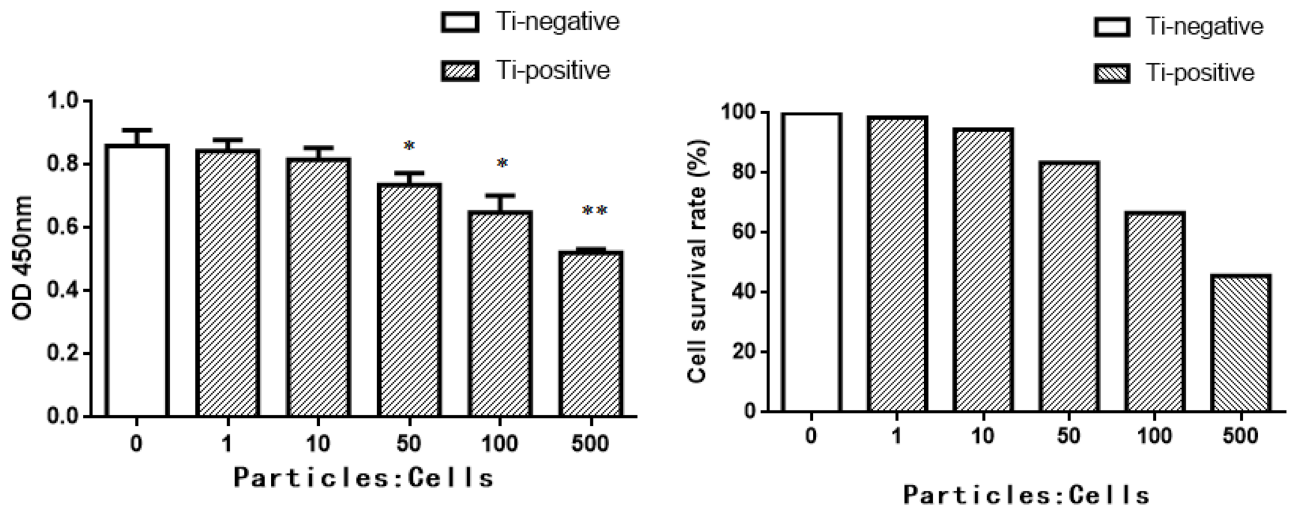 Ti-negative
Ti-positive
OD 450nm
1.0
0.8
0.6
0.4
0.2
0.0
*
*
**
0 1 10 50 100 500
Particles:Cells
Ti-negative
Ti-positive
Cell survival rate (%)
100
80
60
40
20
0
0 1 10 50 100 500
Particles:Cells